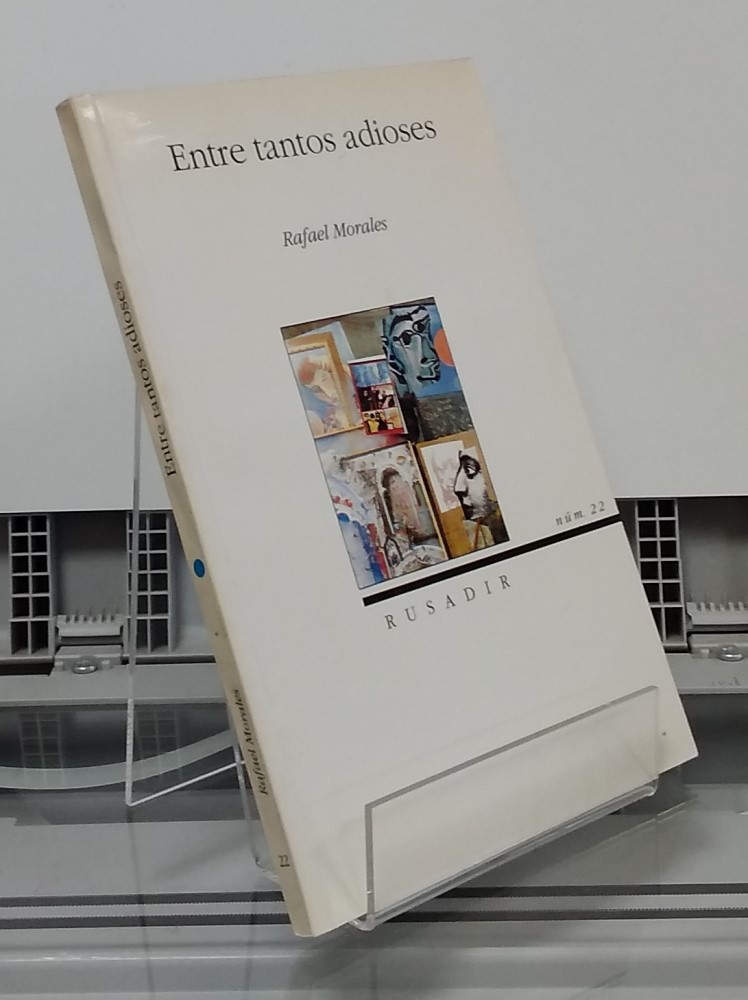 Entre tantos adioses
Rafael Morales
núm. 22
RUSADIR
Entre tantos adioses
Rafael Morales
22